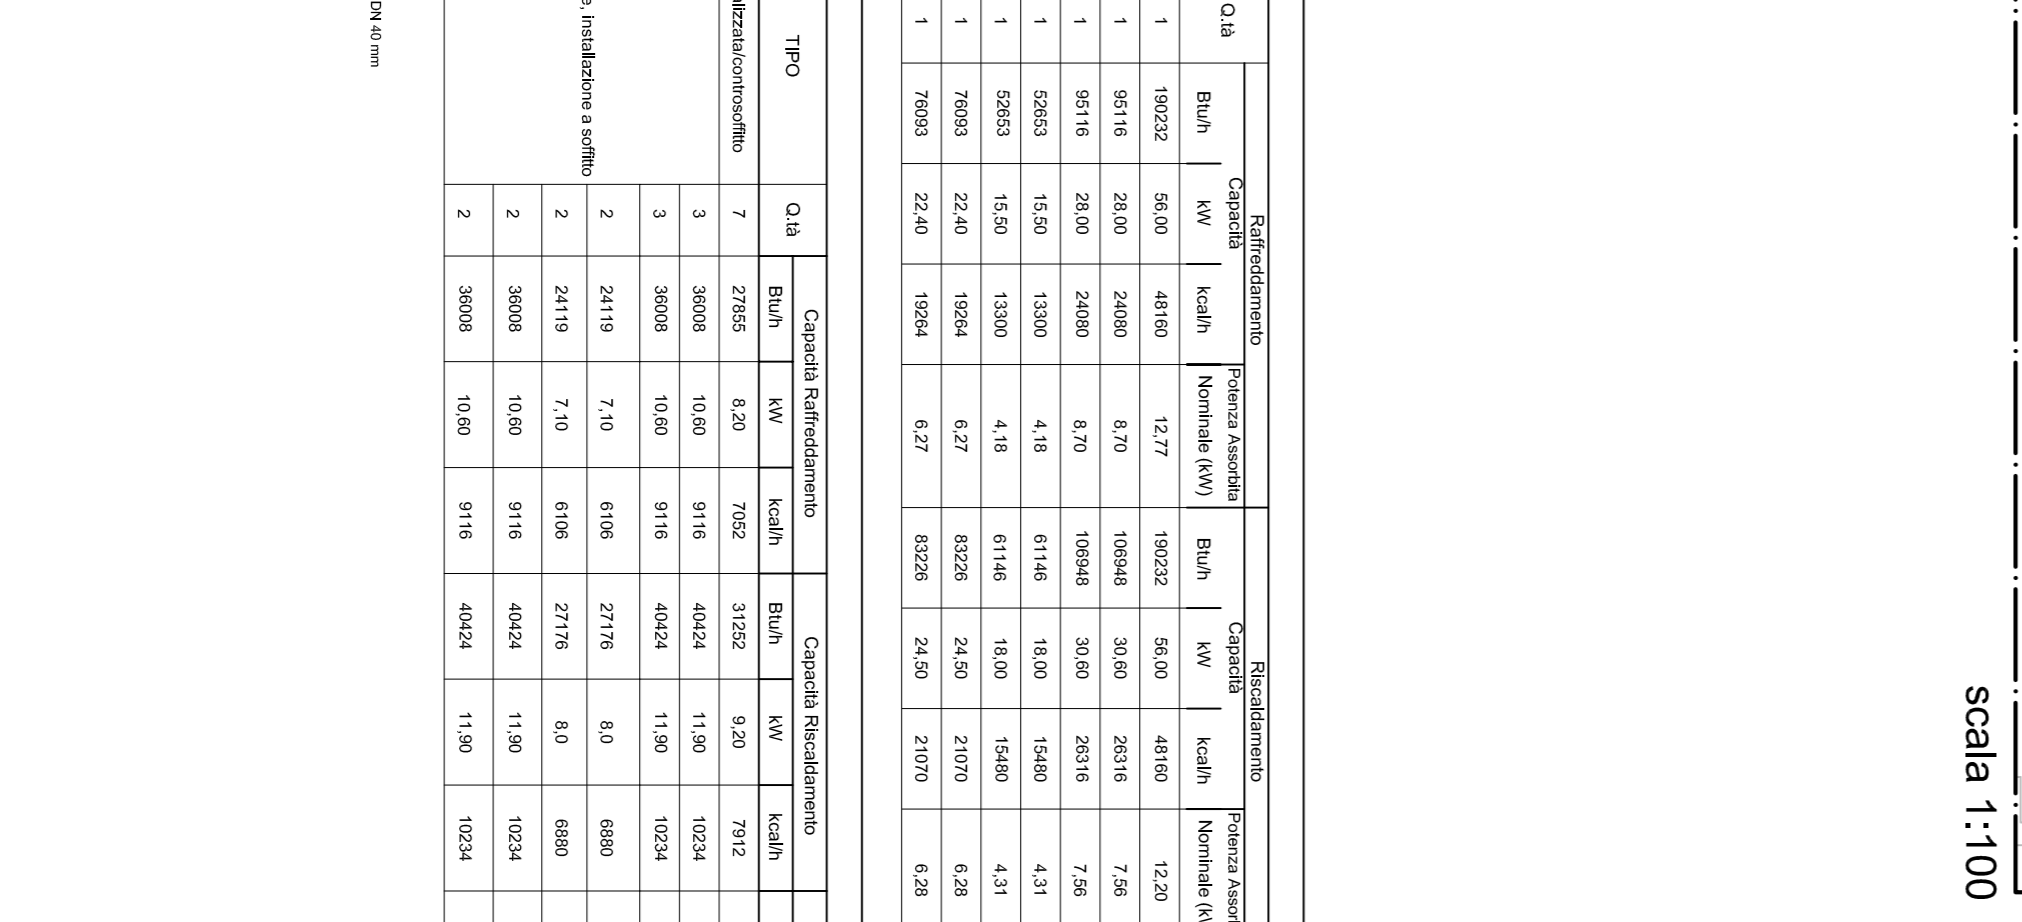 scala 1:100
Raffreddamento Riscaldamento
Q.tà Capacità Potenza Assorbita Capacità Potenza
Btu/h kW kcal/h Nominale (kW) Btu/h kW kcal/h Nominale
1 190232 56,00 48160 12,77 190232 56,00 48160 12,20
1 95116 28,00 24080 8,70 106948 30,60 26316 7,56
1 95116 28,00 24080 8,70 106948 30,60 26316 7,56
1 52653 15,50 13300 4,18 61146 18,00 15480 4,31
1 52653 15,50 13300 4,18 61146 18,00 15480 4,31
1 76093 22,40 19264 6,27 83226 24,50 21070 6,28
1 76093 22,40 19264 6,27 83226 24,50 21070 6,28
TIPO Q.tà Capacità Raffreddamento Capacità Riscaldamento
Btu/h kW kcal/h Btu/h kW kcal/h
alizzata/controsoffitto 7 27855 8,20 7052 31252 9,20 7912
3 36008 10,60 9116 40424 11,90 10234
3 36008 10,60 9116 40424 11,90 10234
2 24119 7,10 6106 27176 8,0 6880
e, installazione a soffitto
2 24119 7,10 6106 27176 8,0 6880
2 36008 10,60 9116 40424 11,90 10234
2 36008 10,60 9116 40424 11,90 10234
DN 40 mm